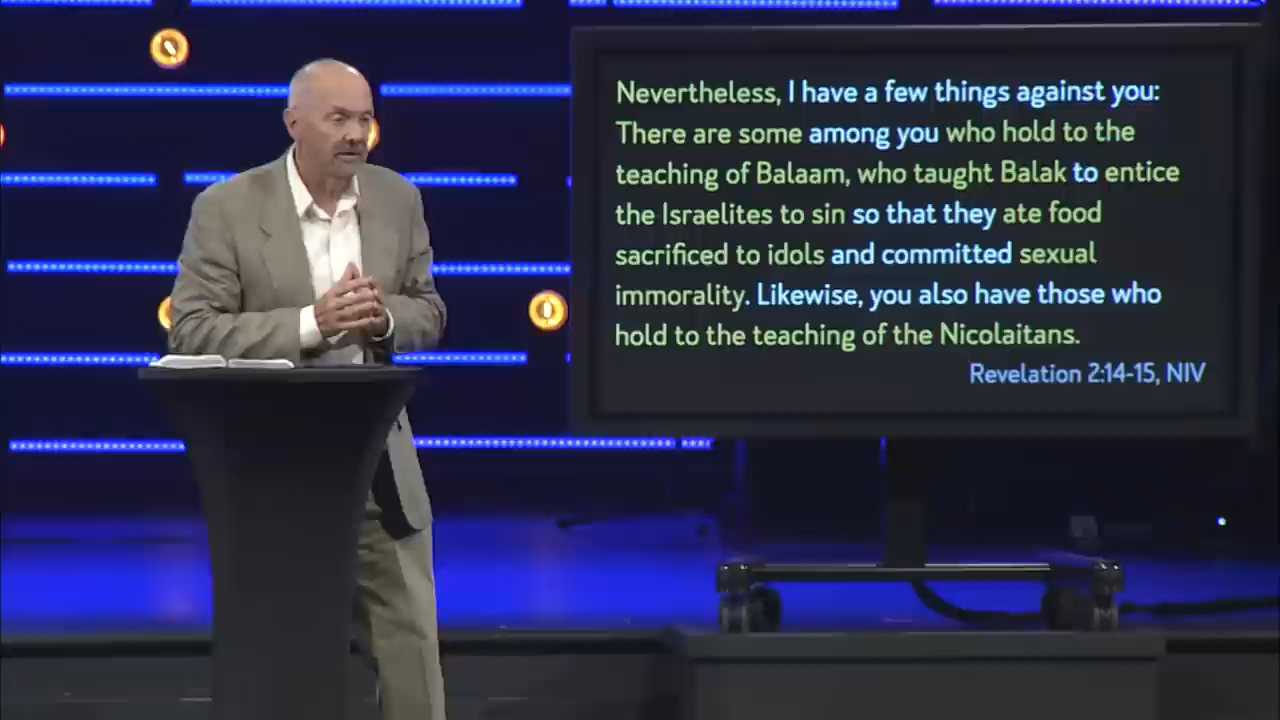 Nevertheless, I have a few things against you:
There are some among you who hold to the
teaching of Balaam, who taught Balak to entice
the Israelites to sin so that they ate food
sacrificed to idols and committed sexual
immorality. Likewise, you also have those who
hold to the teaching of the Nicolaitans.
Revelation 2:14-15, NIV